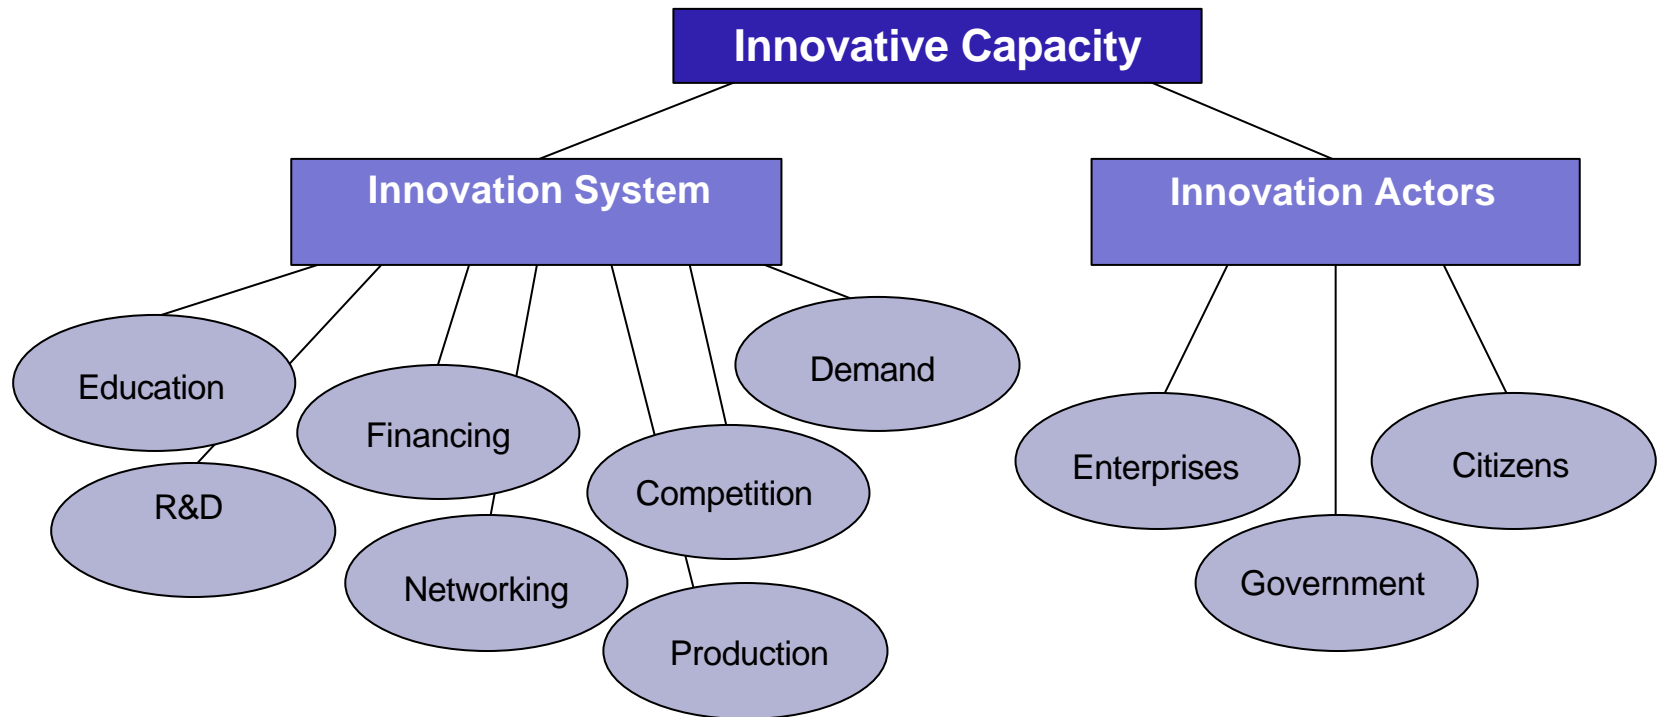 Innovative Capacity
Innovation System
Innovation Actors
Education
R&D
Financing
Networking
Competition
Production
Demand
Enterprises
Government
Citizens